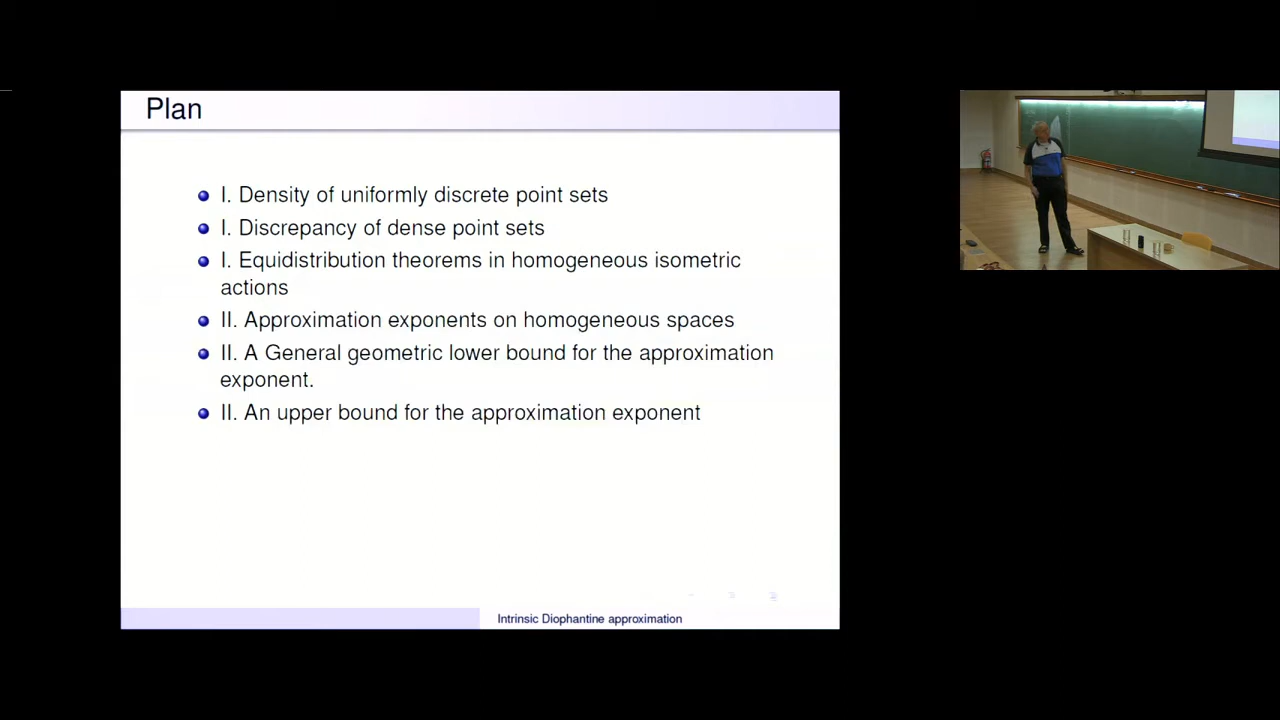 Plan
I. Density of uniformly discrete point sets
I. Discrepancy of dense point sets
I. Equidistribution theorems in homogeneous isometric
actions
II. Approximation exponents on homogeneous spaces
II. A General geometric lower bound for the approximation
exponent.
II. An upper bound for the approximation exponent
Intrinsic Diophantine approximation